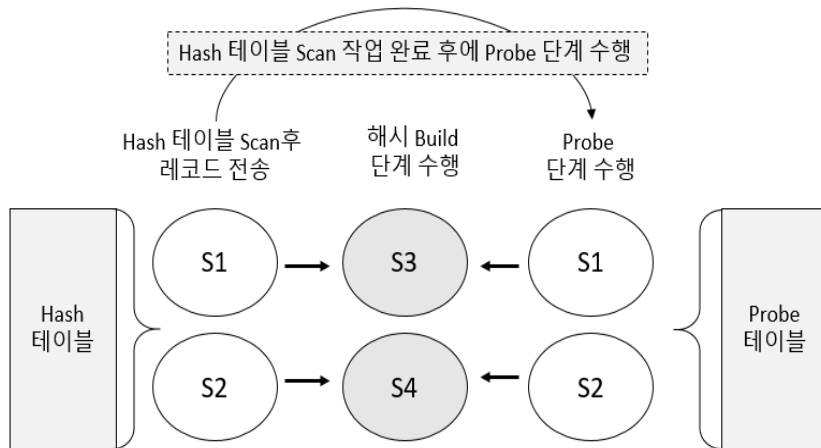 Hash 테이블 Scan 작업 완료 후에 Probe 단계 수행
Hash 테이블 Scan후
레코드 전송
해시 Build
단계 수행
Probe
단계 수행
Hash
테이블
S1
S3
S1
S2
S4
S2
Probe
테이블